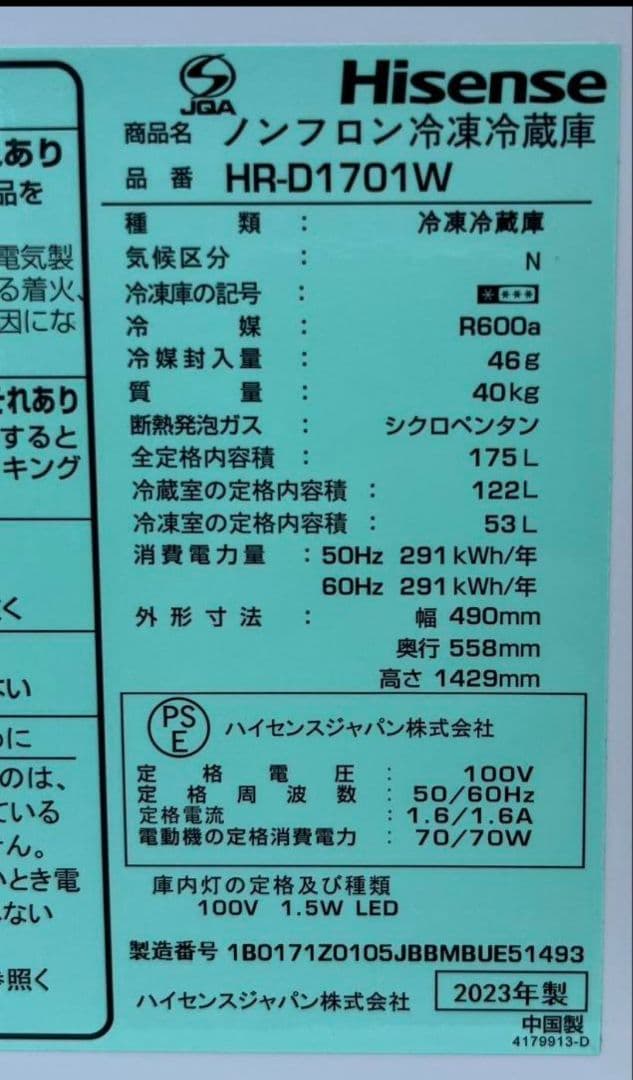 れあり
品を
電気製
る着火、
因にな
それあり
すると
キング
く
ない
めに
のは、
ている
せん。
いとき電
れない
参照く
JQA
Hisense
商品名 ノンフロン冷凍冷蔵庫
品番 HR-D1701W
種類 : 冷凍冷蔵庫
気候区分 : N
冷凍庫の記号 : ****
冷媒 : R600a
冷媒封入量 : 46g
質量 : 40kg
断熱発泡ガス : シクロペンタン
全定格内容積 : 175L
冷蔵室の定格内容積 : 122L
冷凍室の定格内容積 : 53L
消費電力量 : 50Hz 291kWh/年
60Hz 291kWh/年
外形寸法 : 幅 490mm
奥行 558mm
高さ 1429mm
PS
E
ハイセンスジャパン株式会社
定格電圧 : 100V
定格周波数 : 50/60Hz
定格電流 : 1.6/1.6A
電動機の定格消費電力 : 70/70W
庫内灯の定格及び種類
100V 1.5W LED
製造番号 1B0171Z0105JBBMBUE51493
ハイセンスジャパン株式会社
2023年製
中国製
4179913-D